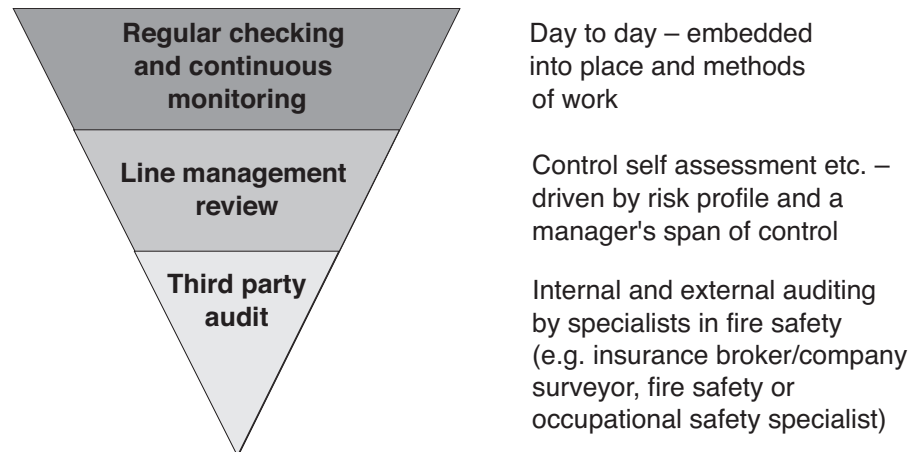 Regular checking
and continuous
monitoring
Day to day – embedded
into place and methods
of work
Line management
review
Control self assessment etc. –
driven by risk profile and a
manager's span of control
Third party
audit
Internal and external auditing
by specialists in fire safety
(e.g. insurance broker/company
surveyor, fire safety or
occupational safety specialist)